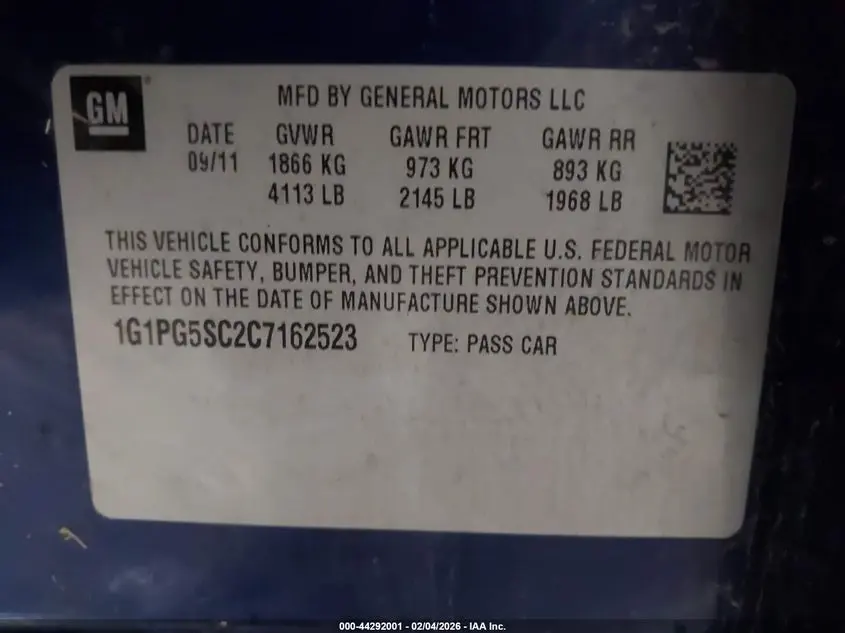 GM
MFD BY GENERAL MOTORS LLC
DATE GVWR GAWR FRT GAWR RR
09/11 1866 KG 973 KG 893 KG
4113 LB 2145 LB 1968 LB
THIS VEHICLE CONFORMS TO ALL APPLICABLE U.S. FEDERAL MOTOR
VEHICLE SAFETY, BUMPER, AND THEFT PREVENTION STANDARDS IN
EFFECT ON THE DATE OF MANUFACTURE SHOWN ABOVE.
1G1PG5SC2C7162523 TYPE: PASS CAR
000-44292001 - 02/04/2026 - IAA Inc.